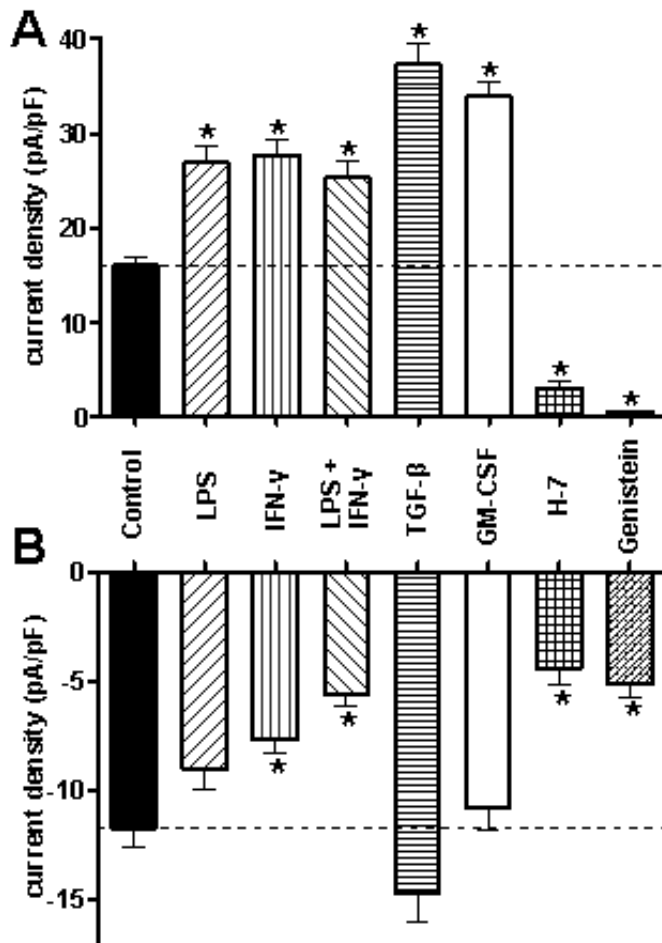 A
current density (pA/pF)
40
30
20
10
0
* * * * * * *
Control
LPS
IFN-γ
LPS +
IFN-γ
TGF-β
GM-CSF
H-7
Genistein
B
current density (pA/pF)
0
-5
-10
-15
* * * *